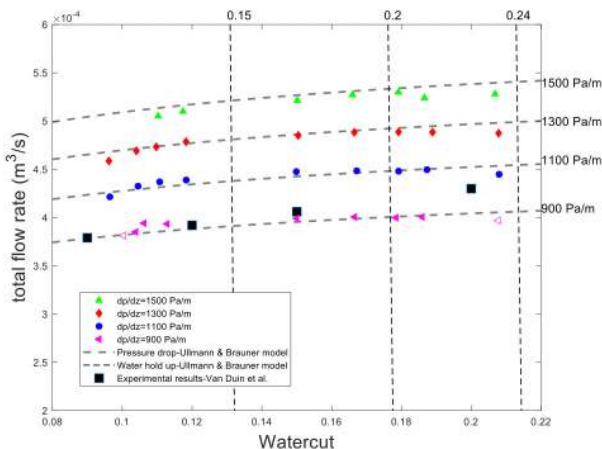 ×10⁻⁴
0.15 0.2 0.24
6
5.5
5
4.5
4
3.5
3
2.5
2
total flow rate (m³/s)
1500 Pa/m
1300 Pa/m
1100 Pa/m
900 Pa/m
dp/dz=1500 Pa/m
dp/dz=1300 Pa/m
dp/dz=1100 Pa/m
dp/dz=900 Pa/m
Pressure drop-Ullmann & Brauner model
Water hold up-Ullmann & Brauner model
Experimental results-Van Duin et al.
0.08 0.1 0.12 0.14 0.16 0.18 0.2 0.22
Watercut